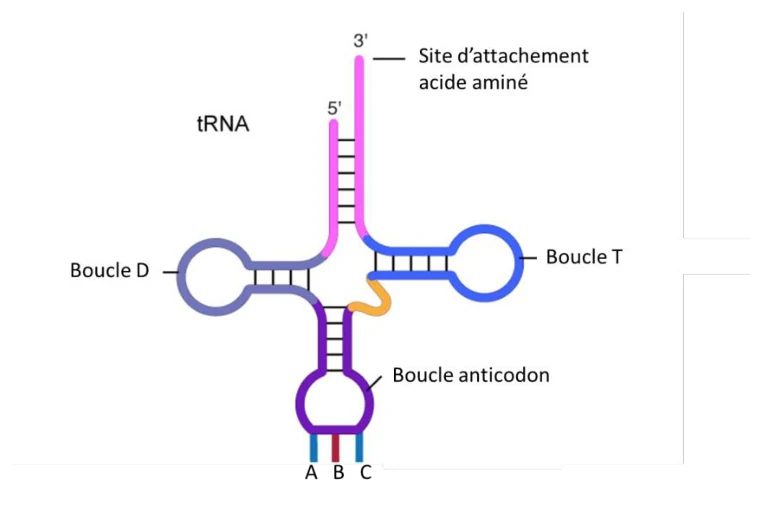 3'
Site d'attachement
acide aminé
5'
tRNA
Boucle D
Boucle T
Boucle anticodon
A B C